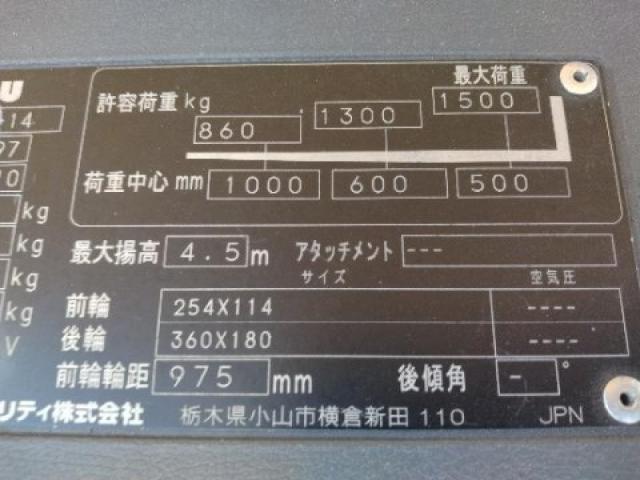 U
最大荷重
許容荷重 kg 860 1300 1500
荷重中心 mm 1000 600 500
14
97
0
kg
kg
kg
kg
V
最大揚高 4.5 m アタッチメント ---
サイズ 空気圧
前輪 254X114 ----
後輪 360X180 ----
前輪輪距 975 mm 後傾角 - °
リティ株式会社 栃木県小山市横倉新田 110 JPN